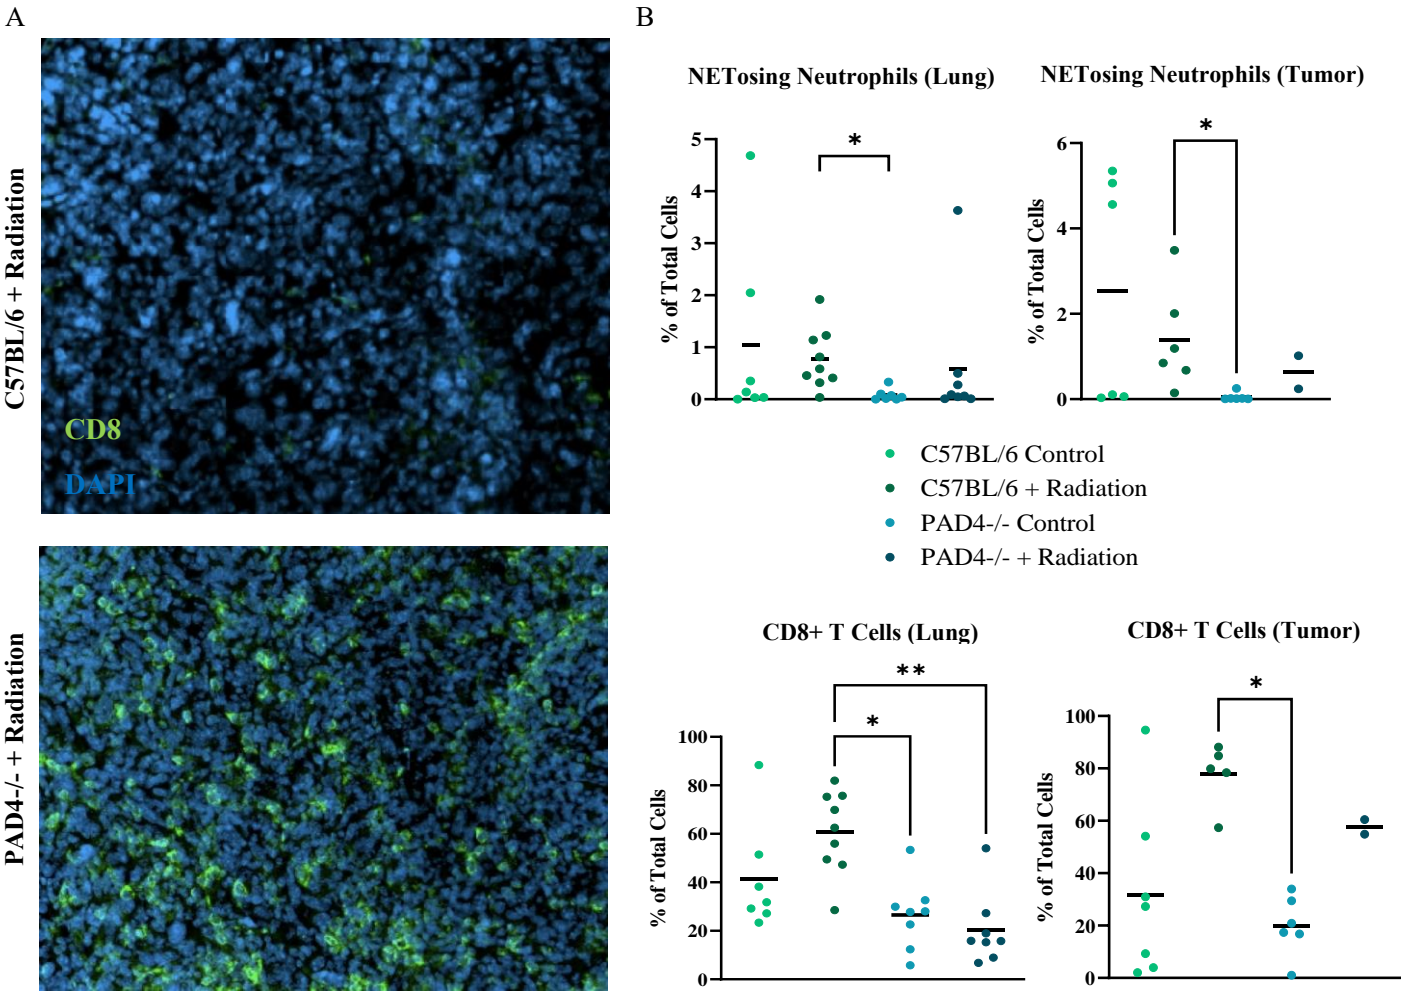 A
B
C57BL/6 + Radiation
CD8
DAPI
PAD4-/- + Radiation
NETosing Neutrophils (Lung)
% of Total Cells
5
4
3
2
1
0
*
NETosing Neutrophils (Tumor)
% of Total Cells
6
4
2
0
*
C57BL/6 Control
C57BL/6 + Radiation
PAD4-/- Control
PAD4-/- + Radiation
CD8+ T Cells (Lung)
% of Total Cells
100
80
60
40
20
0
**
*
CD8+ T Cells (Tumor)
% of Total Cells
100
80
60
40
20
0
*